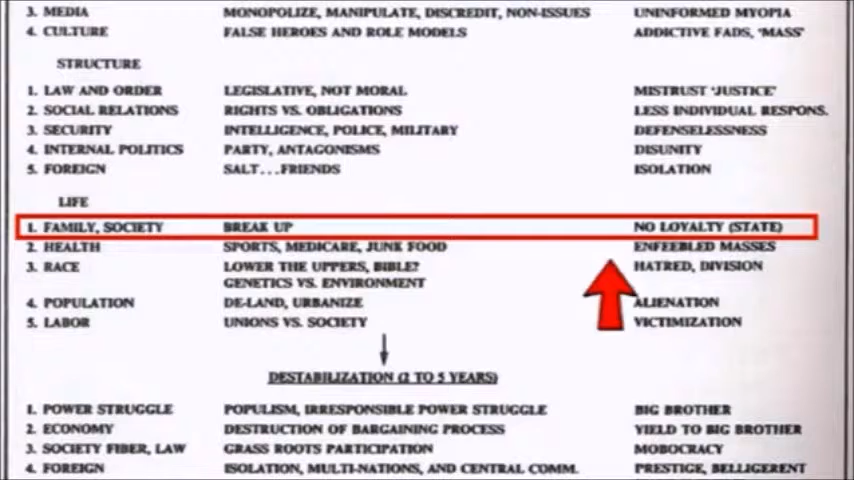 3. MEDIA MONOPOLIZE, MANIPULATE, DISCREDIT, NON-ISSUES UNINFORMED MYOPIA
4. CULTURE FALSE HEROES AND ROLE MODELS ADDICTIVE FADS, 'MASS'
STRUCTURE
1. LAW AND ORDER LEGISLATIVE, NOT MORAL MISTRUST 'JUSTICE'
2. SOCIAL RELATIONS RIGHTS VS. OBLIGATIONS LESS INDIVIDUAL RESPONS.
3. SECURITY INTELLIGENCE, POLICE, MILITARY DEFENSELESSNESS
4. INTERNAL POLITICS PARTY, ANTAGONISMS DISUNITY
5. FOREIGN SALT...FRIENDS ISOLATION
LIFE
1. FAMILY, SOCIETY BREAK UP NO LOYALTY (STATE)
2. HEALTH SPORTS, MEDICARE, JUNK FOOD ENFEEBLED MASSES
3. RACE LOWER THE UPPERS, BIBLE? HATRED, DIVISION
GENETICS VS. ENVIRONMENT
4. POPULATION DE-LAND, URBANIZE ALIENATION
5. LABOR UNIONS VS. SOCIETY VICTIMIZATION
DESTABILIZATION (2 TO 5 YEARS)
1. POWER STRUGGLE POPULISM, IRRESPONSIBLE POWER STRUGGLE BIG BROTHER
2. ECONOMY DESTRUCTION OF BARGAINING PROCESS YIELD TO BIG BROTHER
3. SOCIETY FIBER, LAW GRASS ROOTS PARTICIPATION MOBOCRACY
4. FOREIGN ISOLATION, MULTI-NATIONS, AND CENTRAL COMM. PRESTIGE, BELLIGERENT